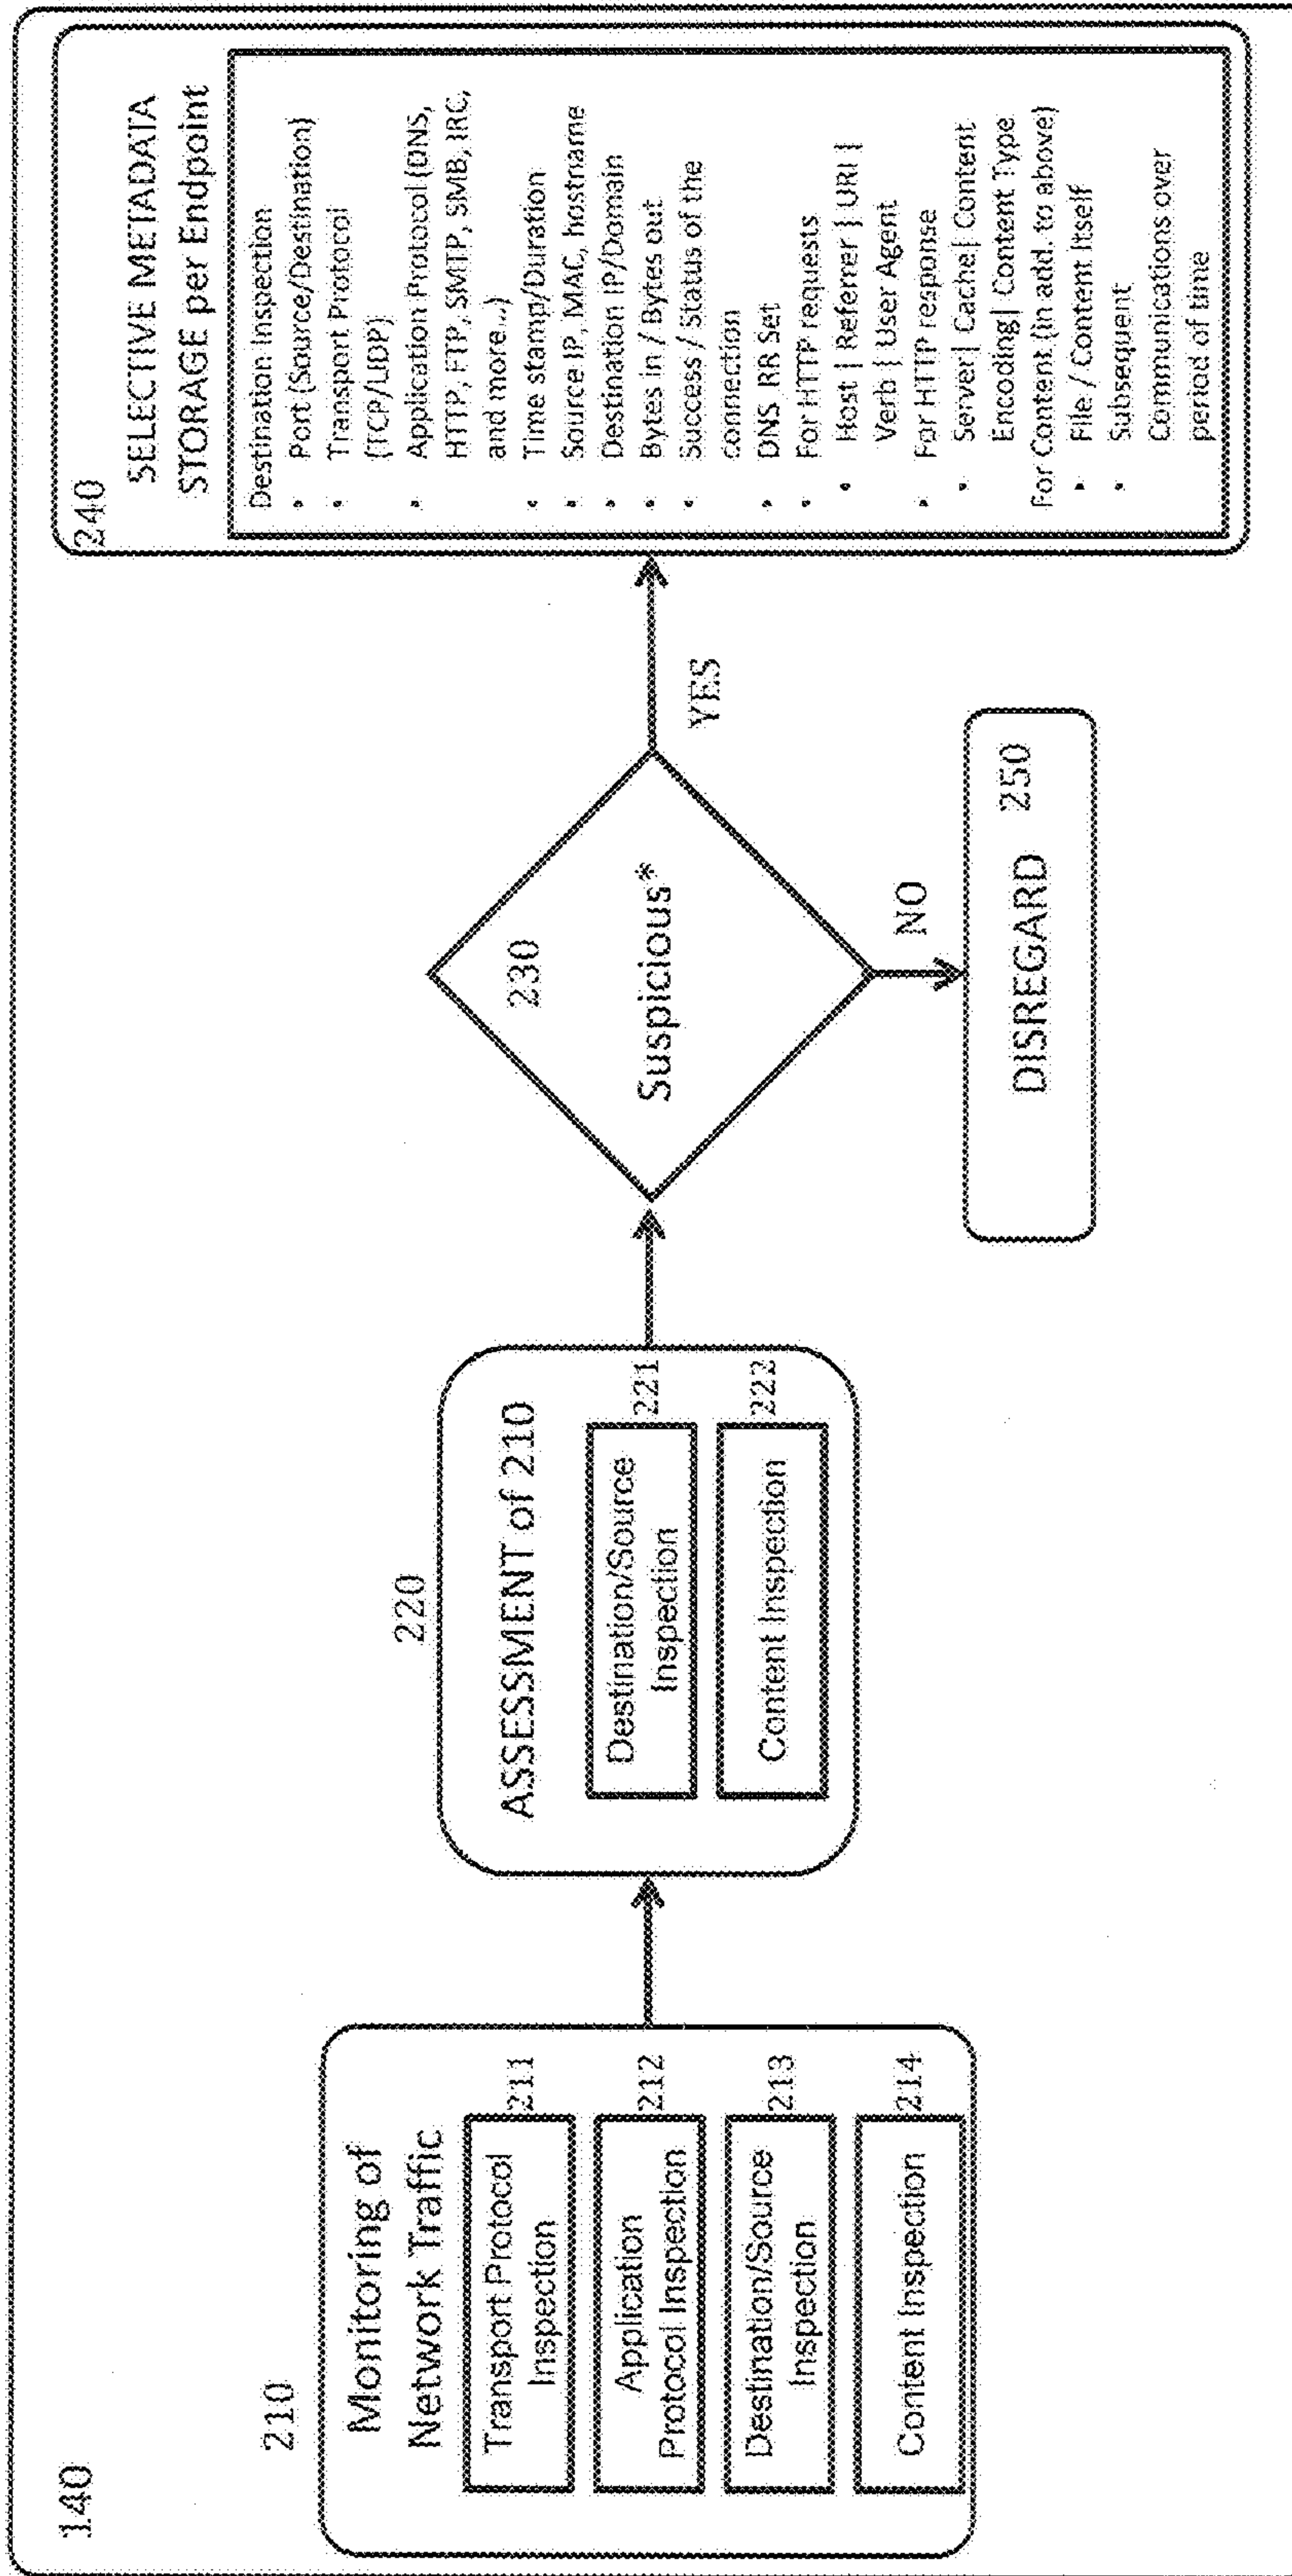 140
210
Monitoring of
Network Traffic
Transport Protocol
Inspection
211
Application
Protocol Inspection
212
Destination/Source
Inspection
213
Content Inspection
214
220
ASSESSMENT of 210
Destination/Source
Inspection
221
Content Inspection
222
230
Suspicious*
YES
NO
DISREGARD 250
240
SELECTIVE METADATA
STORAGE per Endpoint
Destination Inspection
• Port (Source/Destination)
• Transport Protocol
(TCP/UDP)
• Application Protocol (DNS,
HTTP, FTP, SMTP, SMB, IRC,
and more...)
• Time stamp/Duration
• Source IP, MAC, hostname
• Destination IP/Domain
• Bytes in / Bytes out
• Success / Status of the
connection
• DNS RR Set
• For HTTP requests
• Host | Referrer | URI |
Verb | User Agent
• For HTTP response
• Server| Cache| Content
Encoding| Content Type
For Content (in add. to above)
• File / Content Itself
• Subsequent
Communications over
period of time